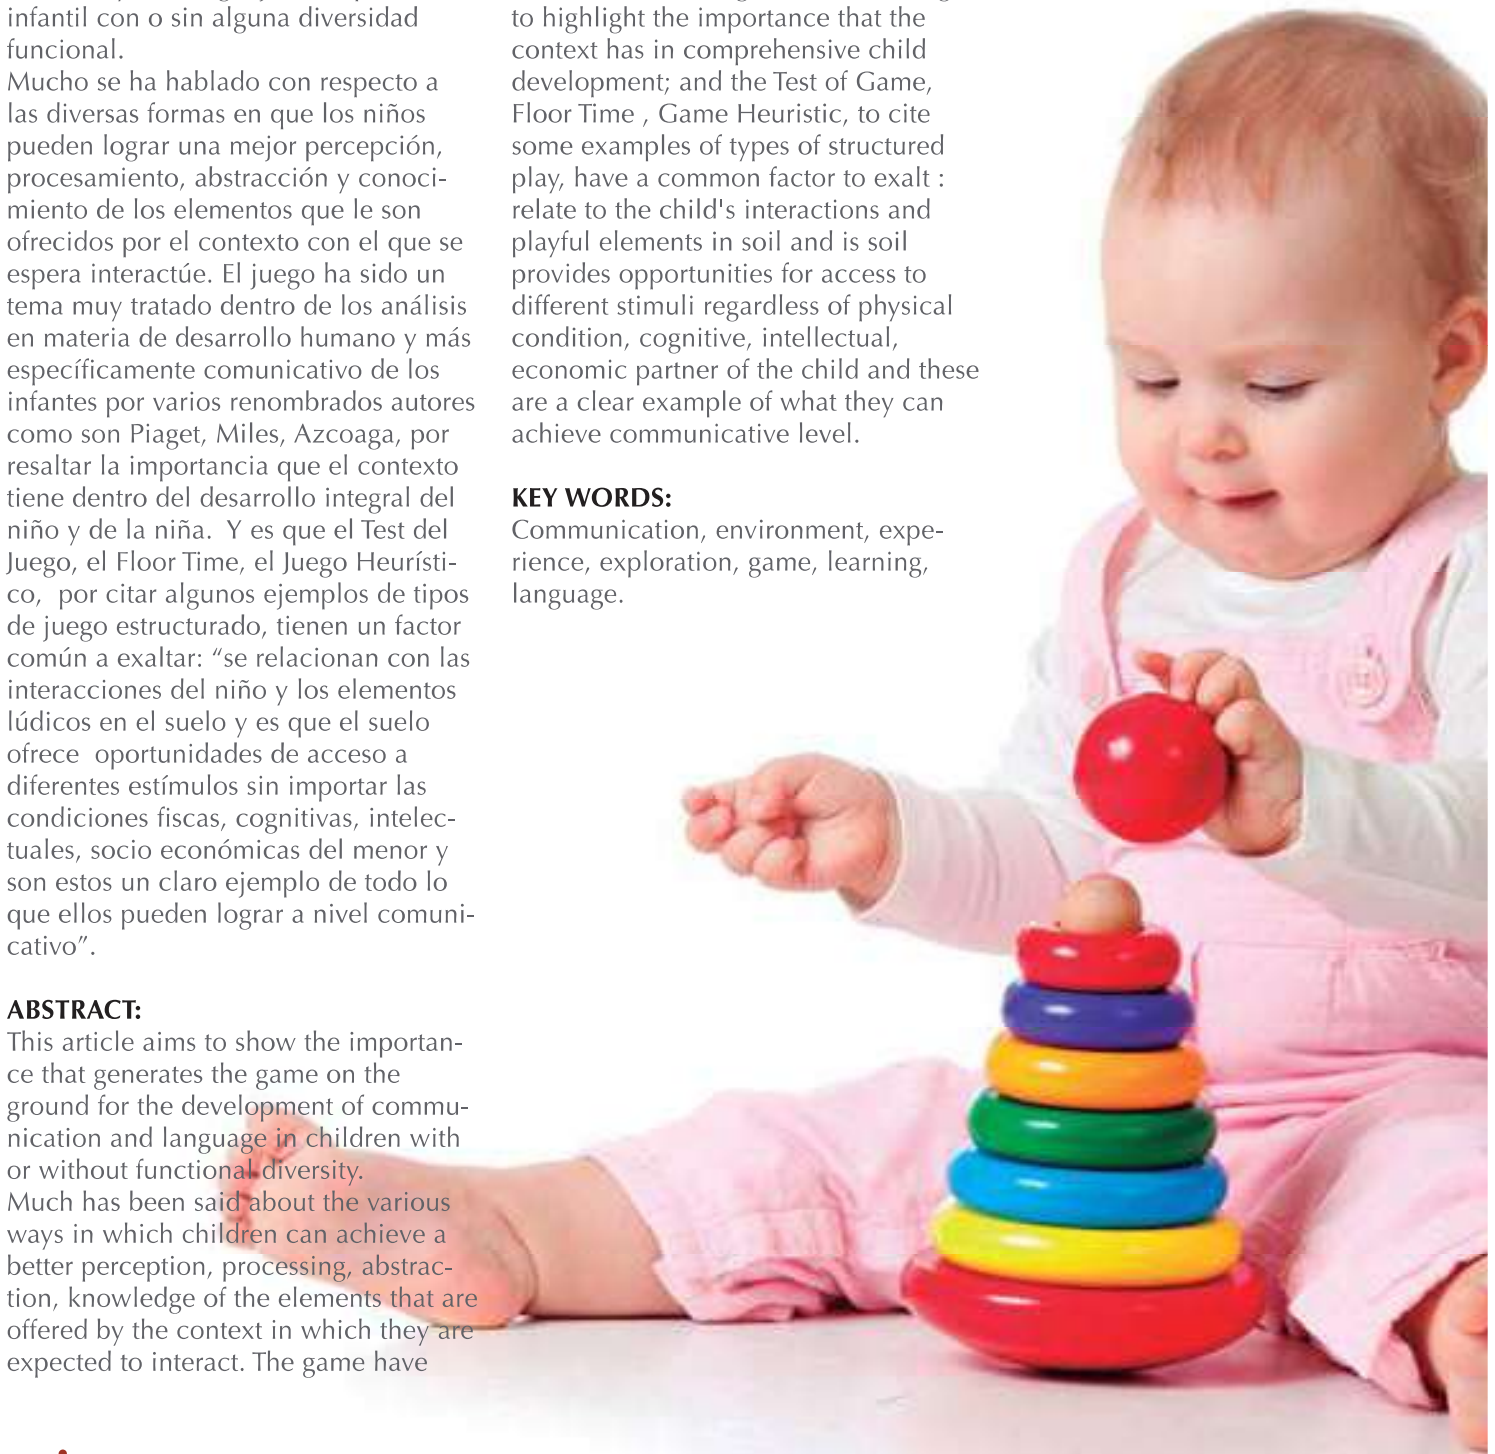 infantil con o sin alguna diversidad
funcional.
Mucho se ha hablado con respecto a
las diversas formas en que los niños
pueden lograr una mejor percepción,
procesamiento, abstracción y conoci-
miento de los elementos que le son
ofrecidos por el contexto con el que se
espera interactúe. El juego ha sido un
tema muy tratado dentro de los análisis
en materia de desarrollo humano y más
específicamente comunicativo de los
infantes por varios renombrados autores
como son Piaget, Miles, Azcoaga, por
resaltar la importancia que el contexto
tiene dentro del desarrollo integral del
niño y de la niña.  Y es que el Test del
Juego, el Floor Time, el Juego Heurísti-
co,  por citar algunos ejemplos de tipos
de juego estructurado, tienen un factor
común a exaltar: “se relacionan con las
interacciones del niño y los elementos
lúdicos en el suelo y es que el suelo
ofrece  oportunidades de acceso a
diferentes estímulos sin importar las
condiciones fiscas, cognitivas, intelec-
tuales, socio económicas del menor y
son estos un claro ejemplo de todo lo
que ellos pueden lograr a nivel comuni-
cativo”.
ABSTRACT:
This article aims to show the importan-
ce that generates the game on the
ground for the development of commu-
nication and language in children with
or without functional diversity.
Much has been said about the various
ways in which children can achieve a
better perception, processing, abstrac-
tion, knowledge of the elements that are
offered by the context in which they are
expected to interact. The game have
to highlight the importance that the
context has in comprehensive child
development; and the Test of Game,
Floor Time , Game Heuristic, to cite
some examples of types of structured
play, have a common factor to exalt :
relate to the child's interactions and
playful elements in soil and is soil
provides opportunities for access to
different stimuli regardless of physical
condition, cognitive, intellectual,
economic partner of the child and these
are a clear example of what they can
achieve communicative level.
KEY WORDS:
Communication, environment, expe-
rience, exploration, game, learning,
language.